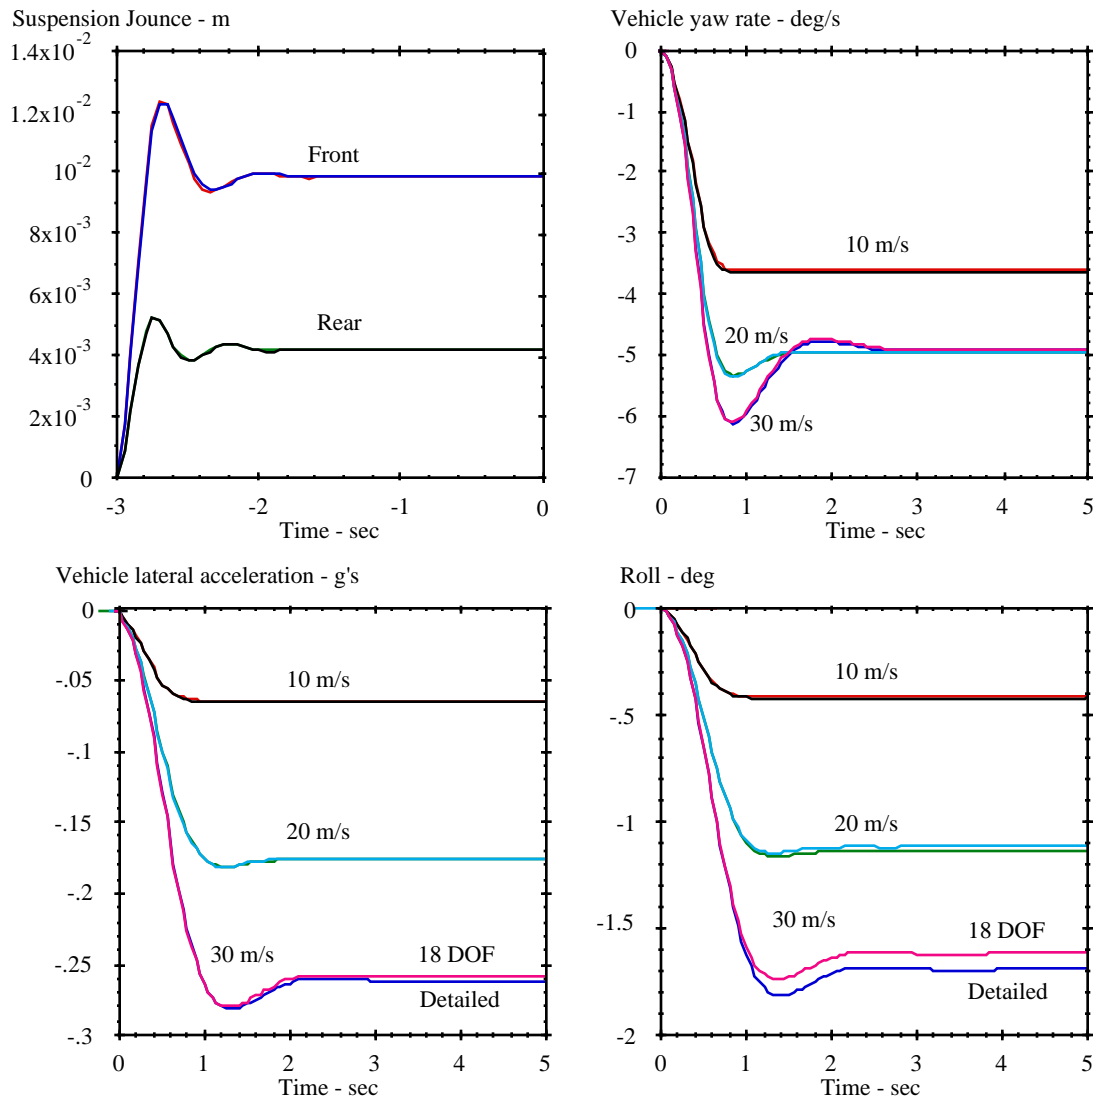 Suspension Jounce - m
1.4x10-2
1.2x10-2
10-2
8x10-3
6x10-3
4x10-3
2x10-3
0
Front
Rear
-3 -2 -1 0
Time - sec
Vehicle yaw rate - deg/s
0
-1
-2
-3
-4
-5
-6
-7
10 m/s
20 m/s
30 m/s
0 1 2 3 4 5
Time - sec
Vehicle lateral acceleration - g's
0
-.05
-.1
-.15
-.2
-.25
-.3
10 m/s
20 m/s
30 m/s
18 DOF
Detailed
0 1 2 3 4 5
Time - sec
Roll - deg
0
-.5
-1
-1.5
-2
10 m/s
20 m/s
30 m/s
18 DOF
Detailed
0 1 2 3 4 5
Time - sec